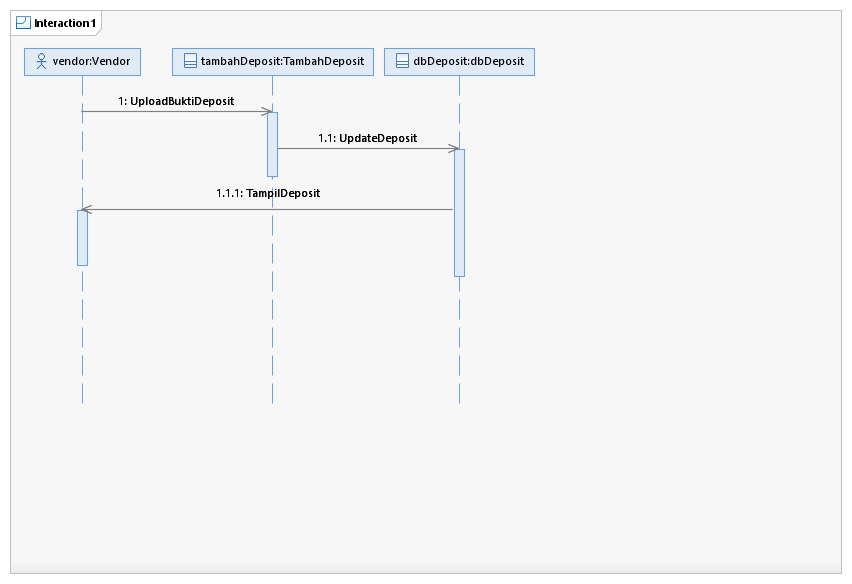 Interaction1
vendor:Vendor
tambahDeposit:TambahDeposit
dbDeposit:dbDeposit
1: UploadBuktiDeposit
1.1: UpdateDeposit
1.1.1: TampilDeposit